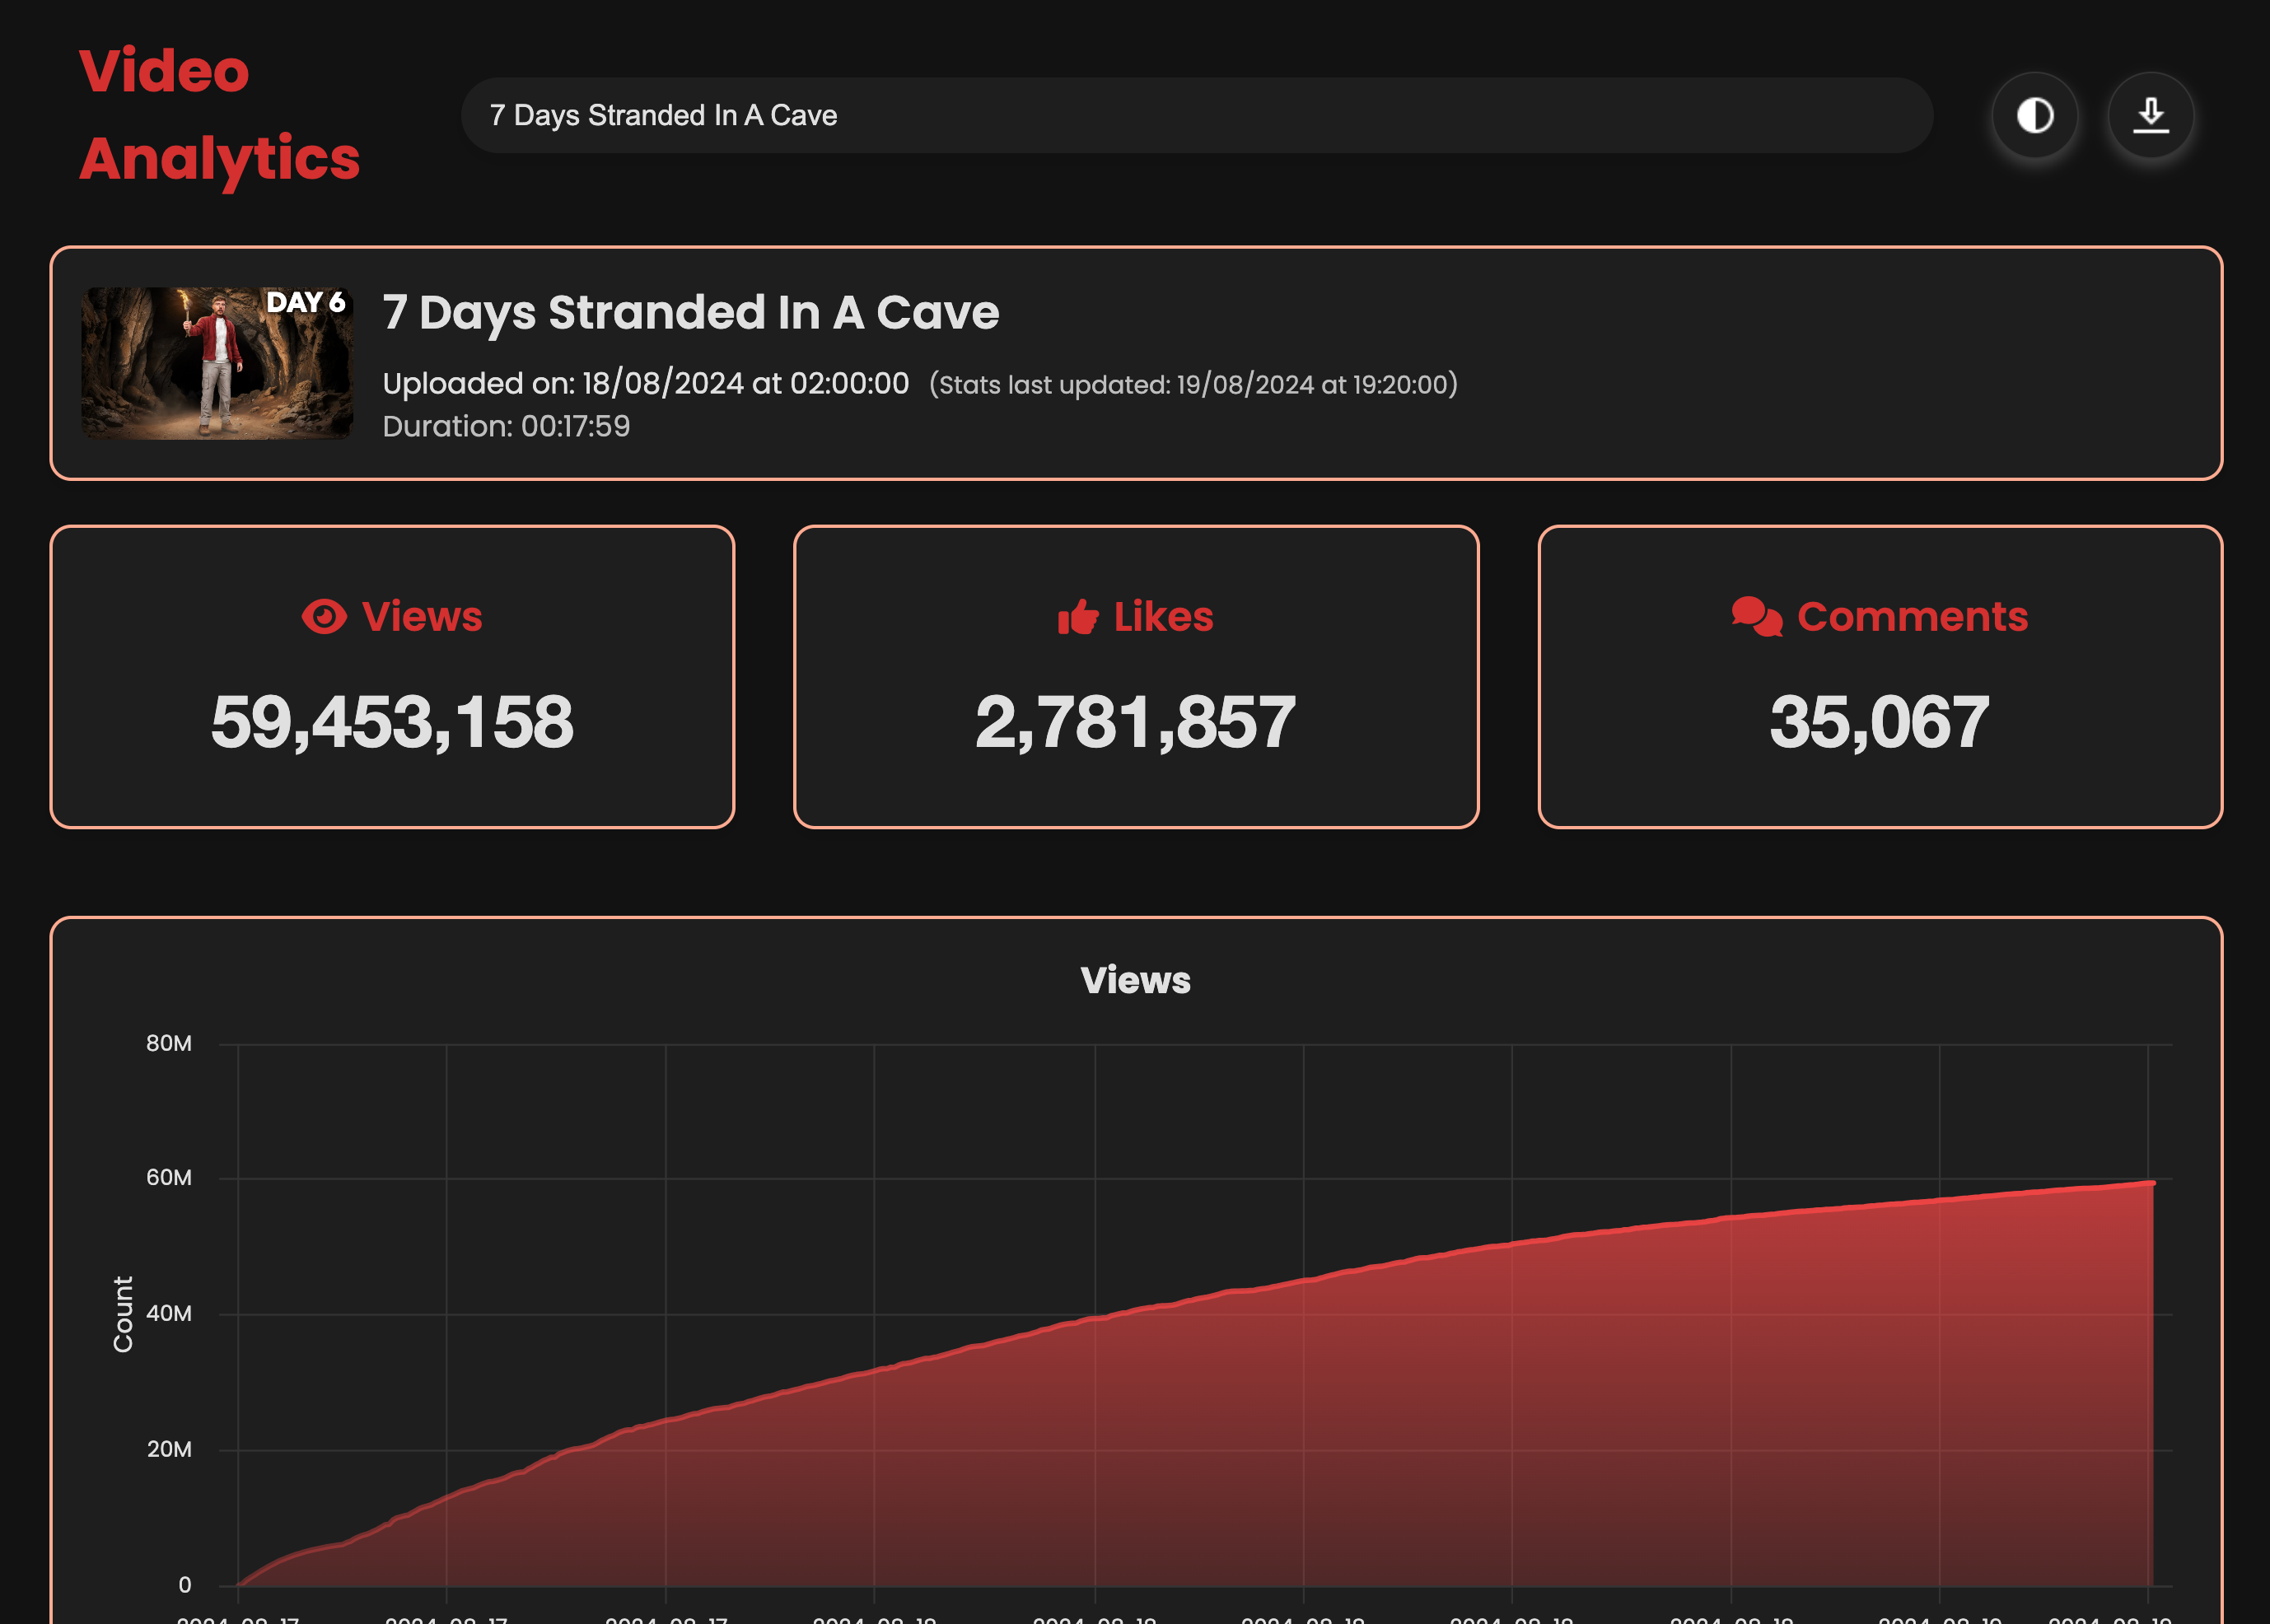 Video
Analytics
7 Days Stranded In A Cave
DAY 6
7 Days Stranded In A Cave
Uploaded on: 18/08/2024 at 02:00:00 (Stats last updated: 19/08/2024 at 19:20:00)
Duration: 00:17:59
Views
Likes
Comments
59,453,158
2,781,857
35,067
Views
80M
60M
Count
40M
20M
0